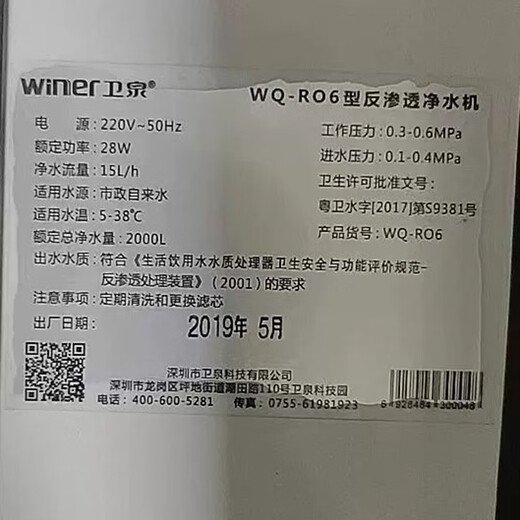 Winer卫泉®
WQ-RO6型反渗透净水机
电 源:220V~50Hz
工作压力:0.3-0.6MPa
额定功率:28W
进水压力:0.1-0.4MPa
净水流量:15L/h
卫生许可批准文号:
适用水源:市政自来水
粤卫水字[2017]第S9381号
适用水温:5-38℃
产品货号:WQ-RO6
额定总净水量:2000L
出水水质:符合《生活饮用水水质处理器卫生安全与功能评价规范-
反渗透处理装置》(2001)的要求
注意事项:定期清洗和更换滤芯
出厂日期:
2019年 5月
深圳市卫泉科技有限公司
深圳市龙岗区坪地街道湖田路110号卫泉科技园
电话:400-600-5281 传真:0755-61981923
6 928484 300048